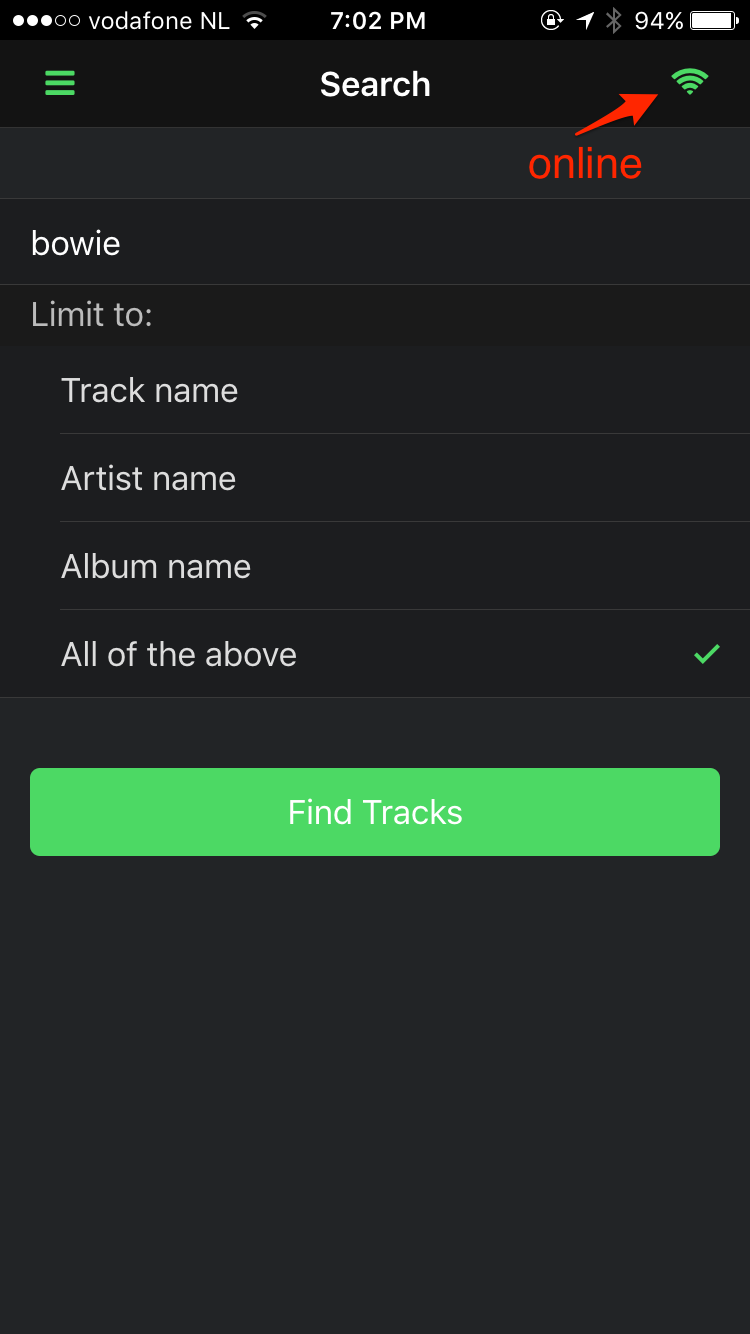 vodafone NL 7:02 PM 94%
Search
online
bowie
Limit to:
Track name
Artist name
Album name
All of the above
Find Tracks